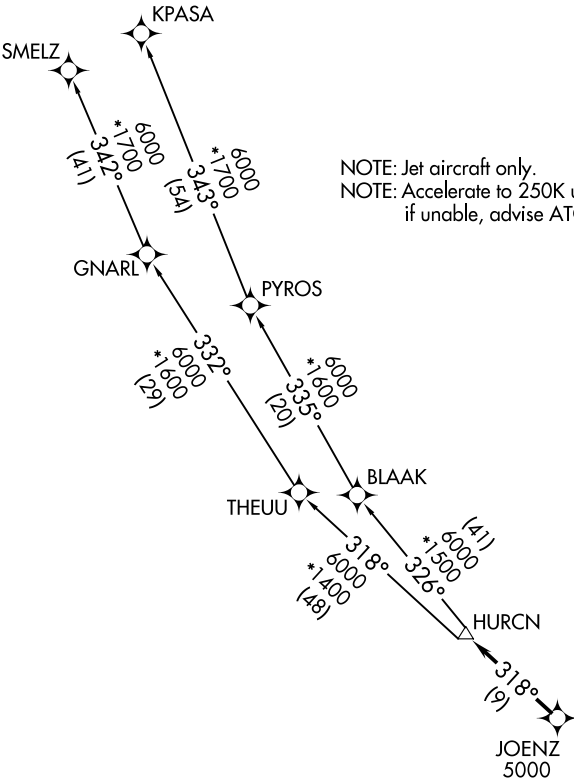 KPASA
SMELZ
6000
*1700
342°
(41)
6000
*1700
343°
(54)
NOTE: Jet aircraft only.
NOTE: Accelerate to 250K
if unable, advise
GNARL
PYROS
332°
6000
*1600
(29)
6000
*1600
335°
(20)
THEUU
BLAAK
318°
6000
*1400
(48)
(41)
6000
*1500
326°
HURCN
318°
(9)
JOENZ
5000